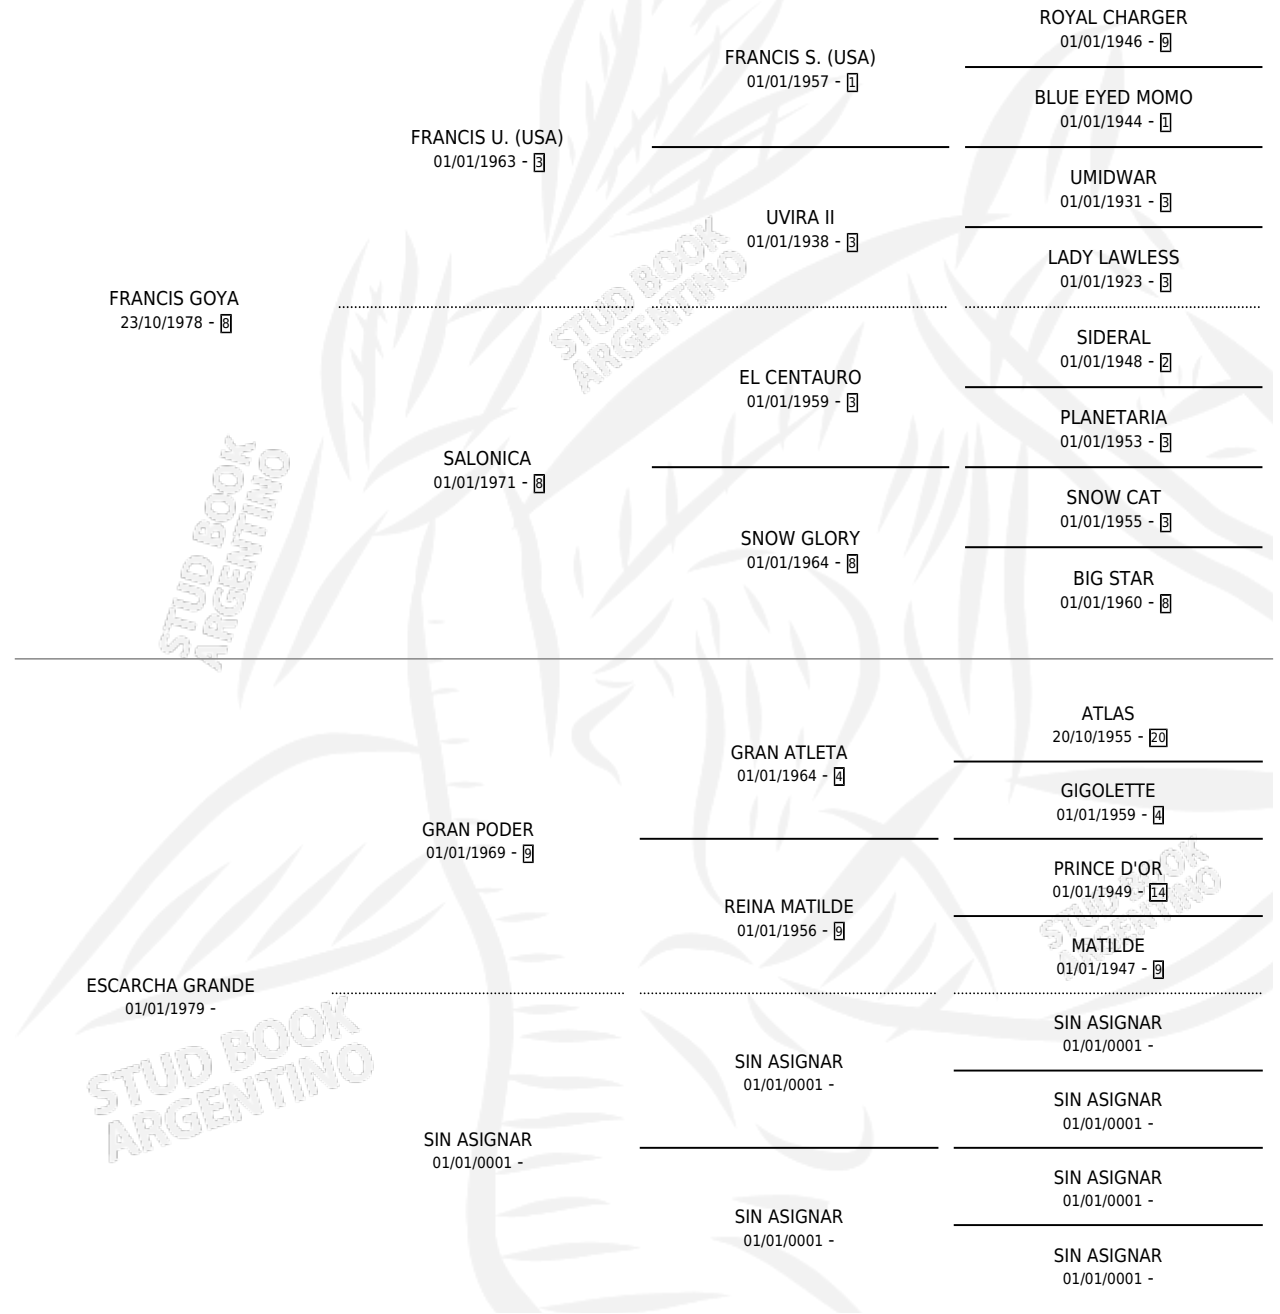 ROYAL CHARGER
01/01/1946 - 9
FRANCIS S. (USA)
01/01/1957 - 1
BLUE EYED MOMO
01/01/1944 - 1
FRANCIS U. (USA)
01/01/1963 - 3
UMIDWAR
01/01/1931 - 3
UVIRA II
01/01/1938 - 3
LADY LAWLESS
01/01/1923 - 3
FRANCIS GOYA
23/10/1978 - 8
SIDERAL
01/01/1948 - 2
EL CENTAURO
01/01/1959 - 3
PLANETARIA
01/01/1953 - 3
SALONICA
01/01/1971 - 8
SNOW CAT
01/01/1955 - 3
SNOW GLORY
01/01/1964 - 8
BIG STAR
01/01/1960 - 8
ATLAS
20/10/1955 - 20
GRAN ATLETA
01/01/1964 - 4
GIGOLETTE
01/01/1959 - 4
GRAN PODER
01/01/1969 - 9
PRINCE D'OR
01/01/1949 - 14
REINA MATILDE
01/01/1956 - 9
MATILDE
01/01/1947 - 9
ESCARCHA GRANDE
01/01/1979 -
SIN ASIGNAR
01/01/0001 -
SIN ASIGNAR
01/01/0001 -
SIN ASIGNAR
01/01/0001 -
SIN ASIGNAR
01/01/0001 -
SIN ASIGNAR
01/01/0001 -
SIN ASIGNAR
01/01/0001 -
SIN ASIGNAR
01/01/0001 -
STUD BOOK
ARGENTINO
STUD BOOK
ARGENTINO
STUD BOOK
ARGENTINO
STUD BOOK
ARGENTINO